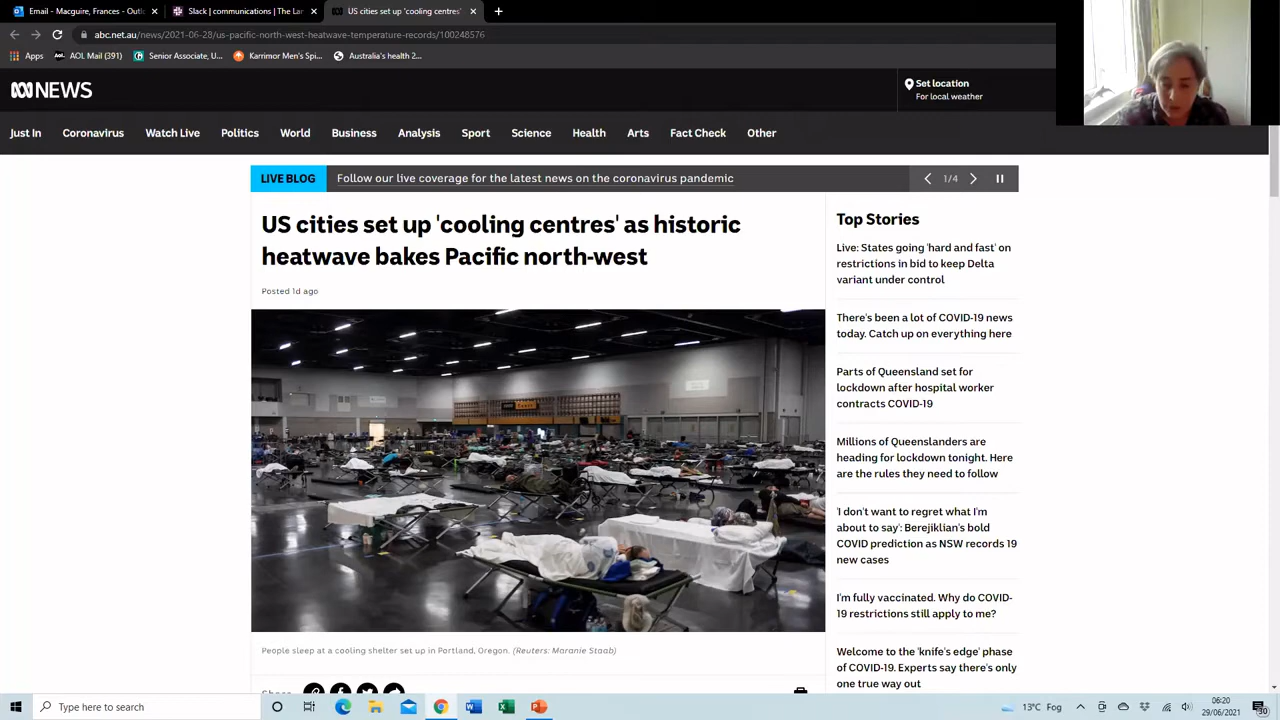 Email - Macguire, Frances - Outlo
Slack | communications | The Lan
US cities set up 'cooling centres'
abc.net.au/news/2021-06-28/us-pacific-north-west-heatwave-temperature-records/100248576
Apps
AOL Mail (391)
Senior Associate, U...
Karrimor Men's Spi...
Australia's health 2...
NEWS
Set location
For local weather
Just In
Coronavirus
Watch Live
Politics
World
Business
Analysis
Sport
Science
Health
Arts
Fact Check
Other
LIVE BLOG
Follow our live coverage for the latest news on the coronavirus pandemic
1/4
US cities set up 'cooling centres' as historic
heatwave bakes Pacific north-west
Posted 1d ago
People sleep at a cooling shelter set up in Portland, Oregon. (Reuters: Maranie Staab)
Share
Top Stories
Live: States going 'hard and fast' on
restrictions in bid to keep Delta
variant under control
There's been a lot of COVID-19 news
today. Catch up on everything here
Parts of Queensland set for
lockdown after hospital worker
contracts COVID-19
Millions of Queenslanders are
heading for lockdown tonight. Here
are the rules they need to follow
'I don't want to regret what I'm
about to say': Berejiklian's bold
COVID prediction as NSW records 19
new cases
I'm fully vaccinated. Why do COVID-
19 restrictions still apply to me?
Welcome to the 'knife's edge' phase
of COVID-19. Experts say there's only
one true way out
Type here to search
13°C Fog
06:20
29/06/2021
30